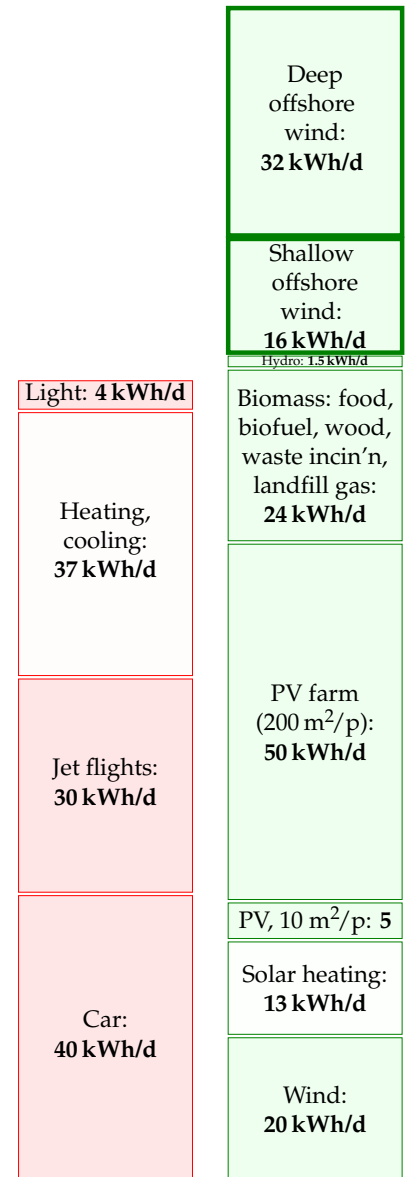 Deep
offshore
wind:
32 kWh/d
Shallow
offshore
wind:
16 kWh/d
Hydro: 1.5 kWh/d
Biomass: food,
biofuel, wood,
waste incin’n,
landfill gas:
24 kWh/d
PV farm
(200 m²/p):
50 kWh/d
PV, 10 m²/p: 5
Solar heating:
13 kWh/d
Wind:
20 kWh/d
Light: 4 kWh/d
Heating,
cooling:
37 kWh/d
Jet flights:
30 kWh/d
Car:
40 kWh/d